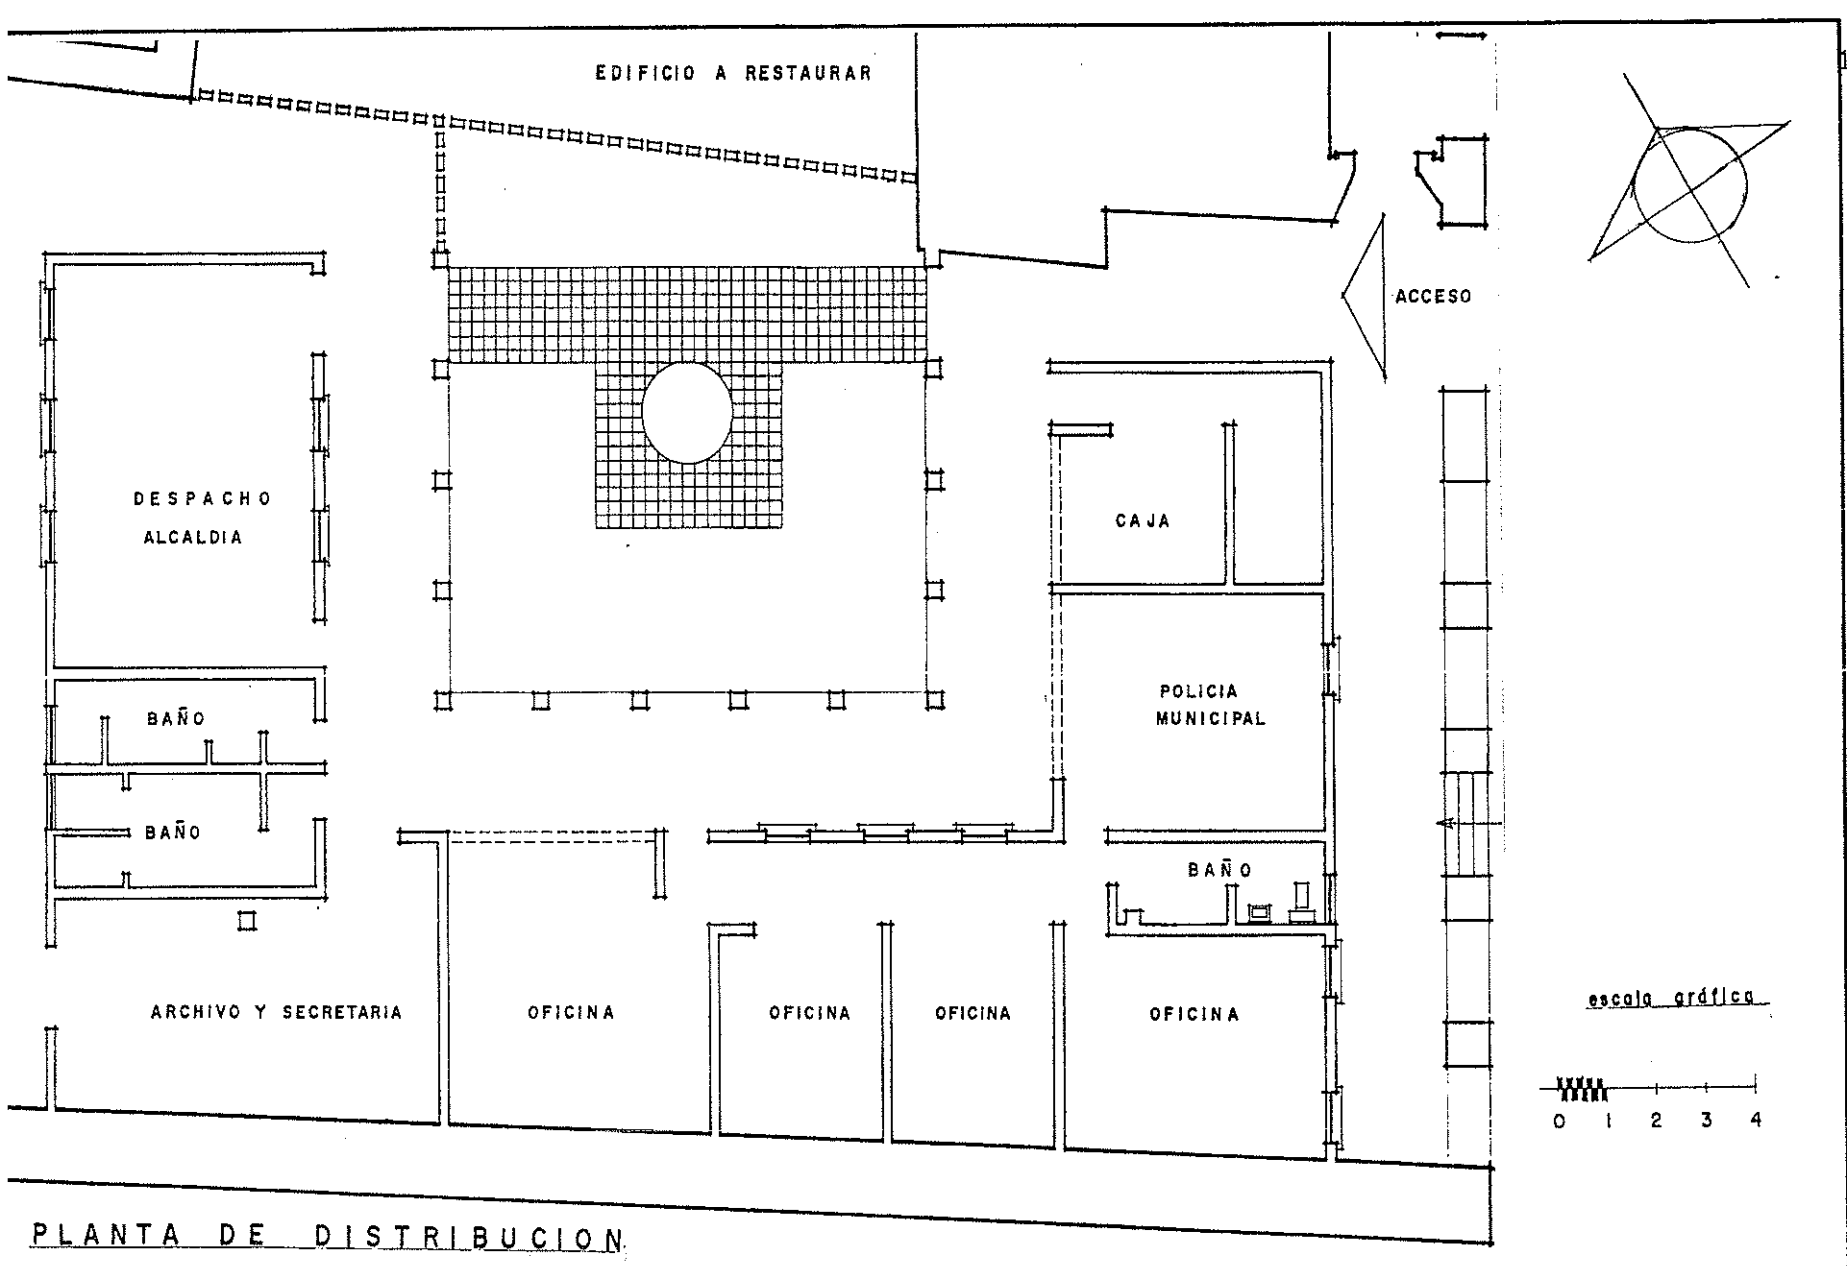 EDIFICIO A RESTAURAR
ACCESO
DESPACHO
ALCALDIA
CAJA
POLICIA
MUNICIPAL
BAÑO
BAÑO
BAÑO
ARCHIVO Y SECRETARIA
OFICINA
OFICINA
OFICINA
OFICINA
escala gráfica
0 1 2 3 4
PLANTA DE DISTRIBUCION